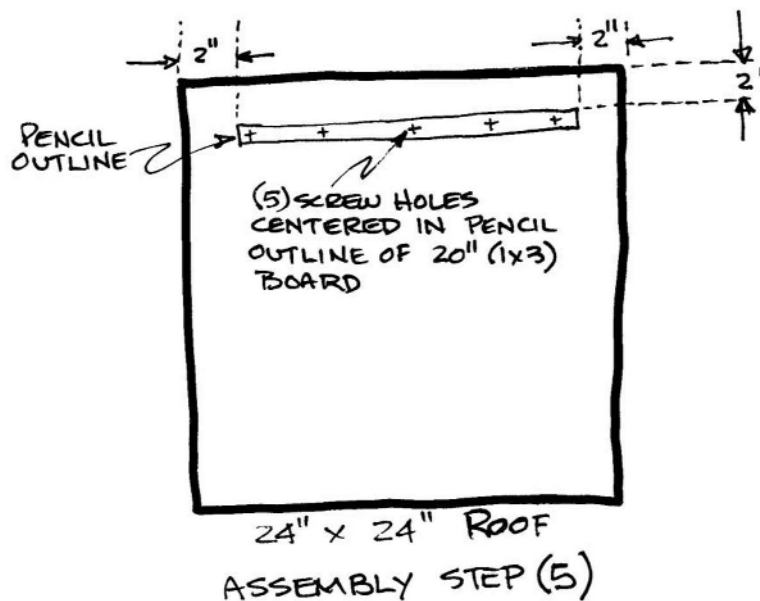 2"
2"
2"
PENCIL
OUTLINE
(5) SCREW HOLES
CENTERED IN PENCIL
OUTLINE OF 20" (1x3)
BOARD
24" x 24" ROOF
ASSEMBLY STEP (5)